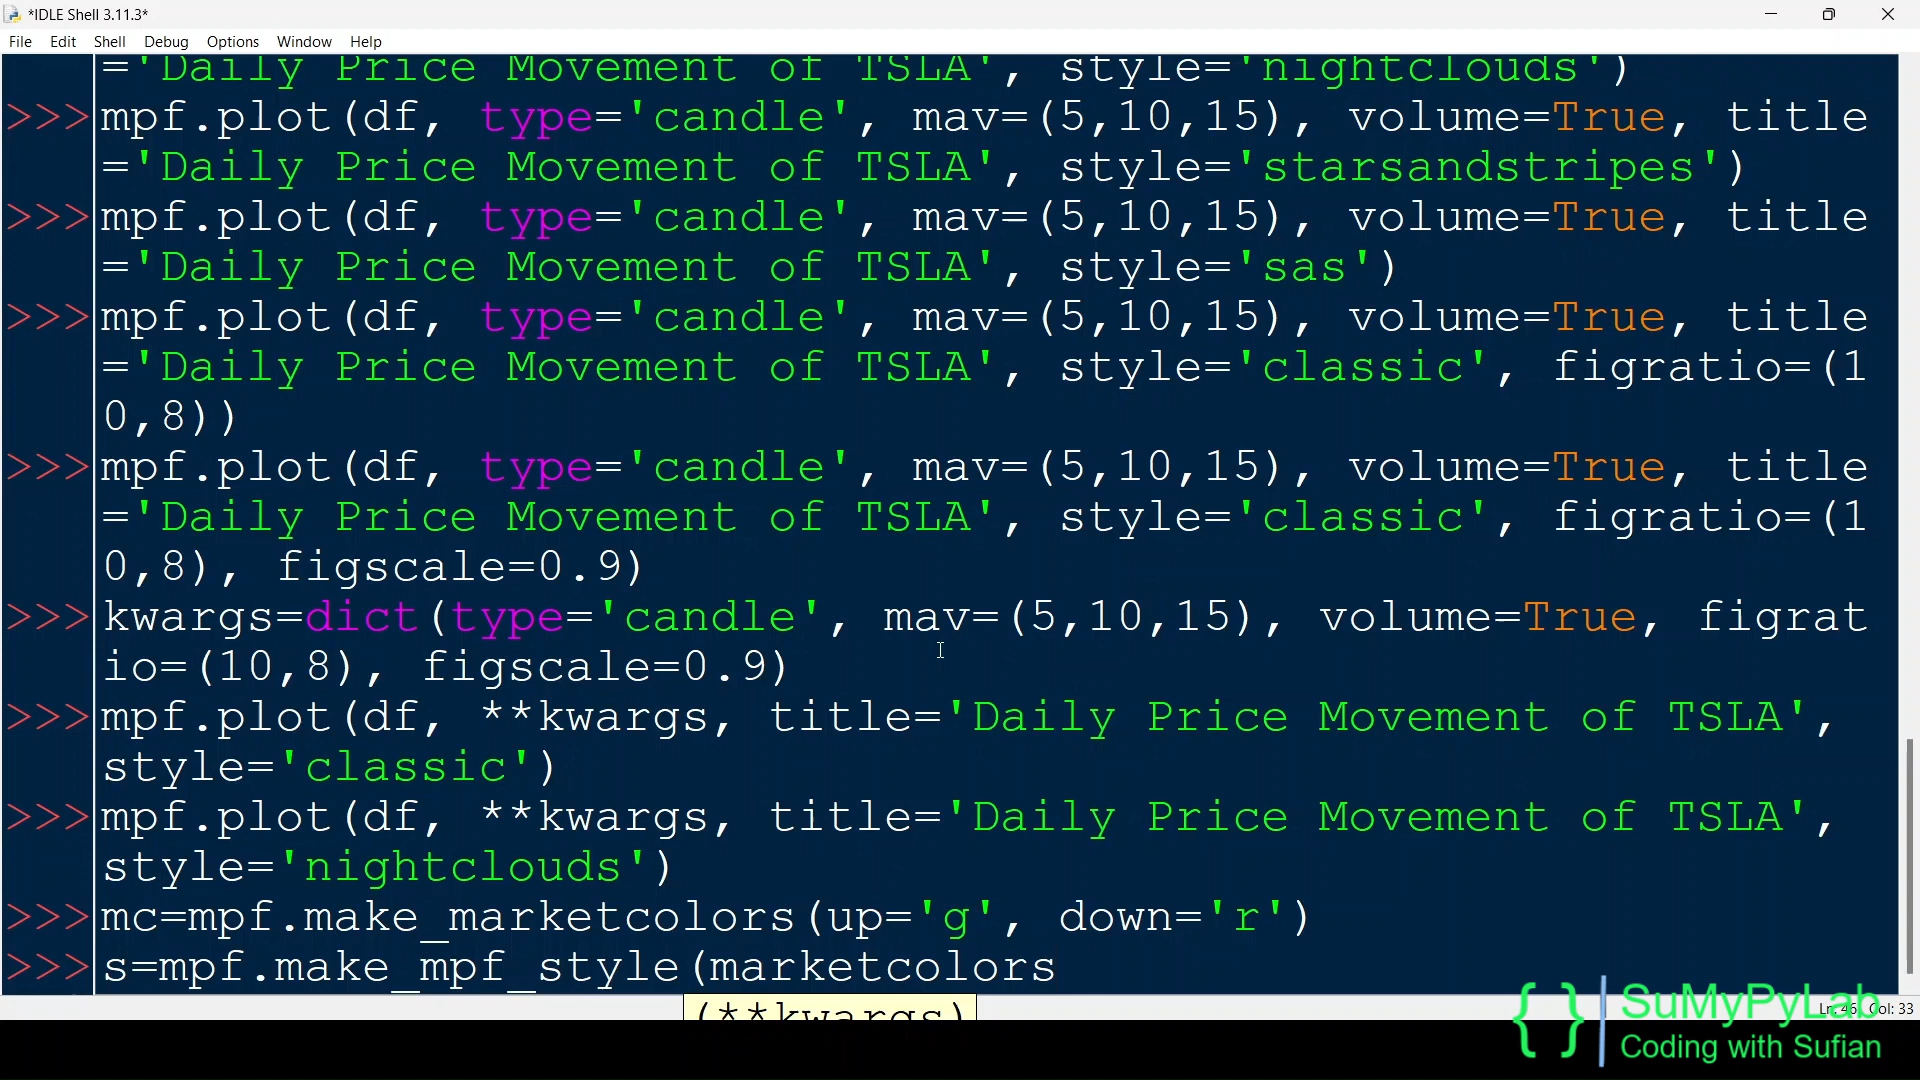 *IDLE Shell 3.11.3*
File Edit Shell Debug Options Window Help
='Daily Price Movement of TSLA', style='nightclouds')
>>> mpf.plot(df, type='candle', mav=(5,10,15), volume=True, title
='Daily Price Movement of TSLA', style='starsandstripes')
>>> mpf.plot(df, type='candle', mav=(5,10,15), volume=True, title
='Daily Price Movement of TSLA', style='sas')
>>> mpf.plot(df, type='candle', mav=(5,10,15), volume=True, title
='Daily Price Movement of TSLA', style='classic', figratio=(1
0,8))
>>> mpf.plot(df, type='candle', mav=(5,10,15), volume=True, title
='Daily Price Movement of TSLA', style='classic', figratio=(1
0,8), figscale=0.9)
>>> kwargs=dict(type='candle', mav=(5,10,15), volume=True, figrat
io=(10,8), figscale=0.9)
>>> mpf.plot(df, **kwargs, title='Daily Price Movement of TSLA',
style='classic')
>>> mpf.plot(df, **kwargs, title='Daily Price Movement of TSLA',
style='nightclouds')
>>> mc=mpf.make_marketcolors(up='g', down='r')
>>> s=mpf.make_mpf_style(marketcolors
(**kwargs)
Ln: 46 Col: 33
{ } SuMyPyLab
Coding with Sufian